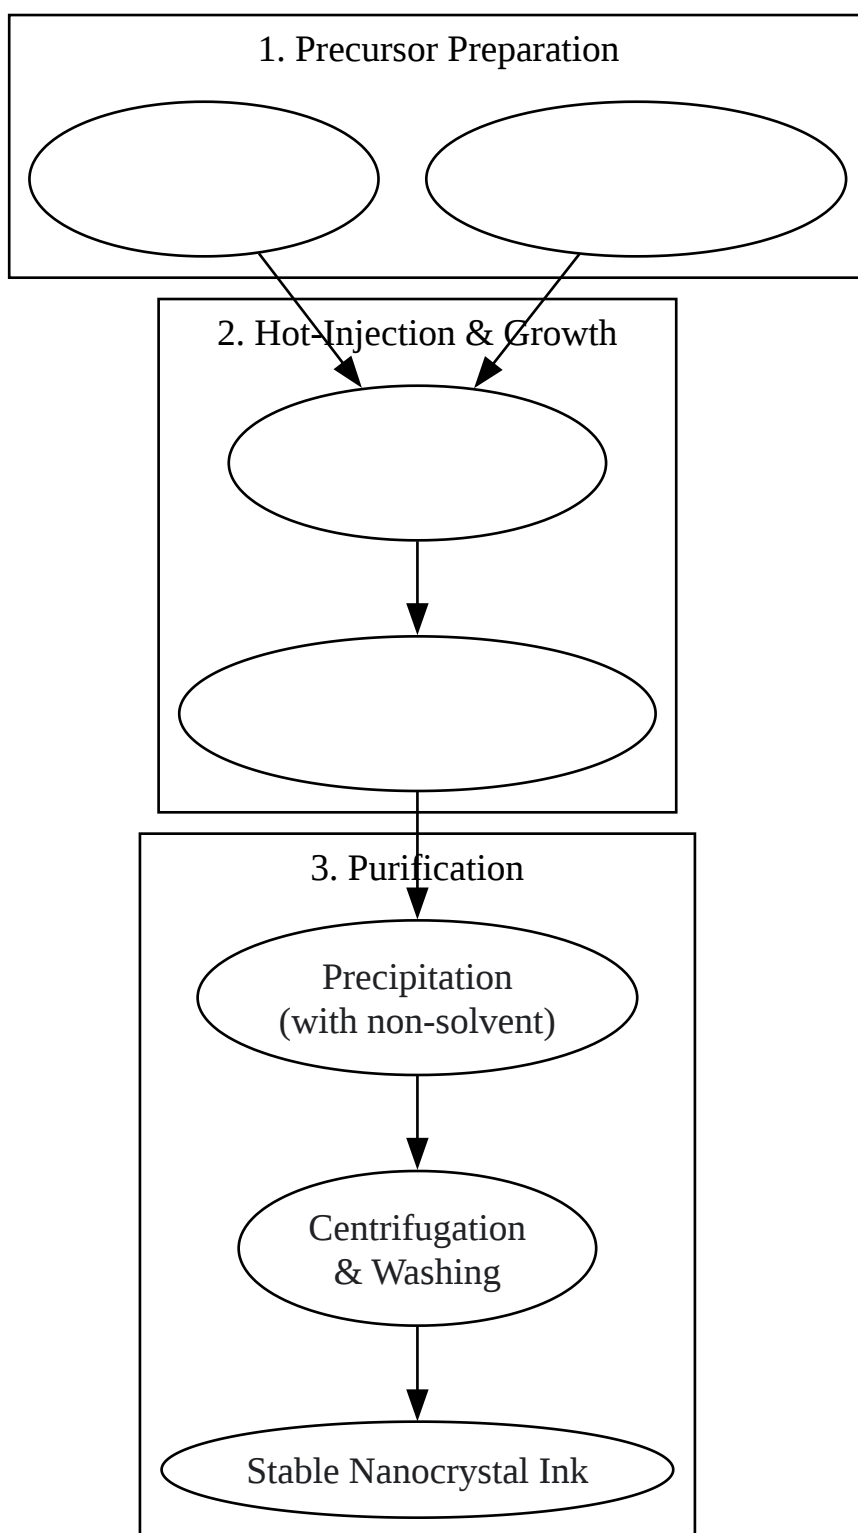 1. Precursor Preparation
2. Hot-Injection & Growth
3. Purification
Precipitation
(with non-solvent)
Centrifugation
& Washing
Stable Nanocrystal Ink